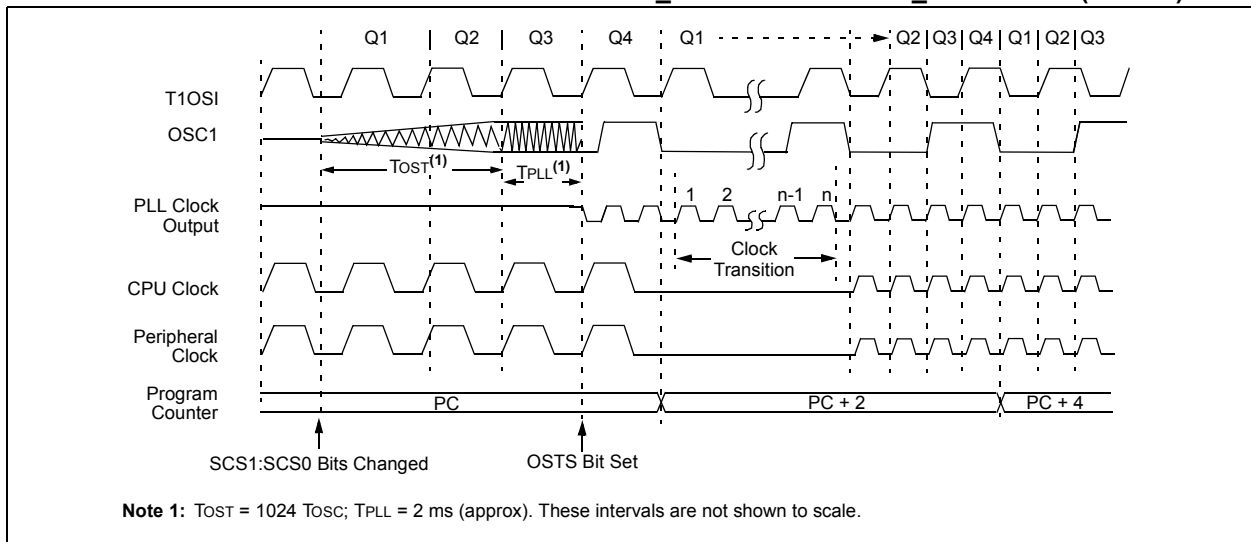 Q1 Q2 Q3 Q4 Q1 Q2 Q3 Q4 Q1 Q2 Q3
T1OSI
OSC1
TOST(1)
TPLL(1)
1 2 n-1 n
PLL Clock
Output
Clock
Transition
CPU Clock
Peripheral
Clock
Program
Counter
PC PC + 2 PC + 4
SCS1:SCS0 Bits Changed
OSTS Bit Set
Note 1: TOST = 1024 TOSC; TPLL = 2 ms (approx). These intervals are not shown to scale.